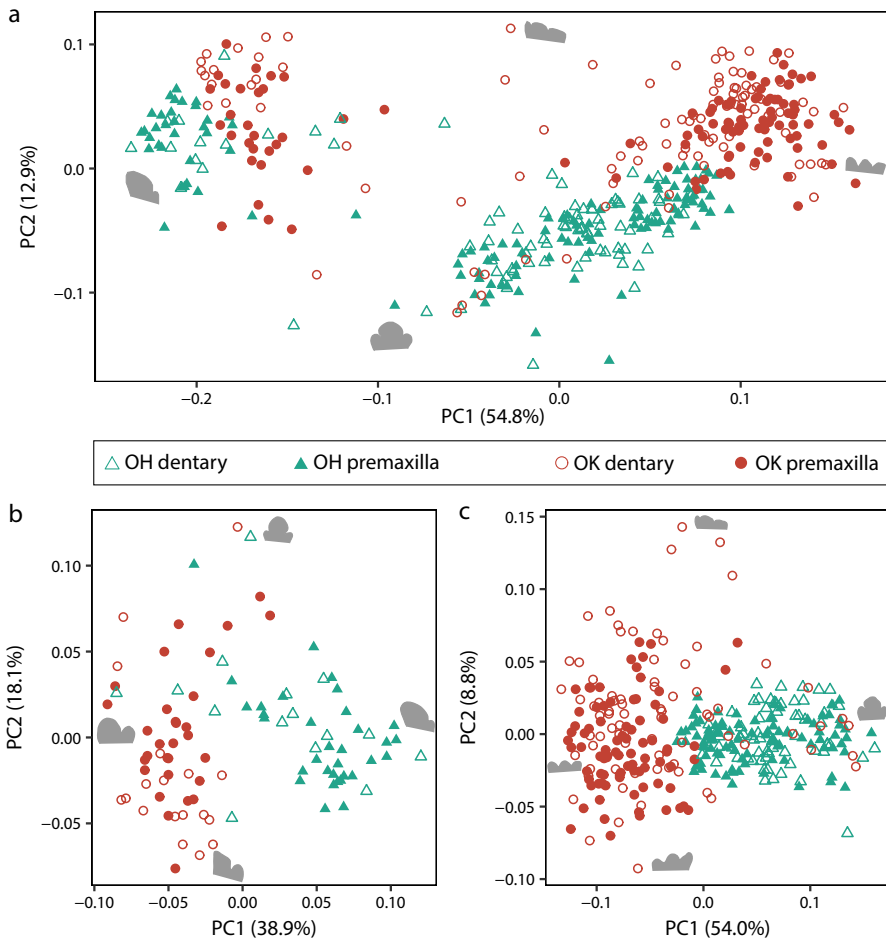 a
0.1
0.0
−0.1
PC2 (12.9%)
−0.2
−0.1
0.0
0.1
PC1 (54.8%)
OH dentary
OH premaxilla
OK dentary
OK premaxilla
b
0.10
0.05
0.00
−0.05
PC2 (18.1%)
−0.10
−0.05
0.00
0.05
0.10
PC1 (38.9%)
c
0.15
0.10
0.05
0.00
−0.05
−0.10
PC2 (8.8%)
−0.1
0.0
0.1
PC1 (54.0%)